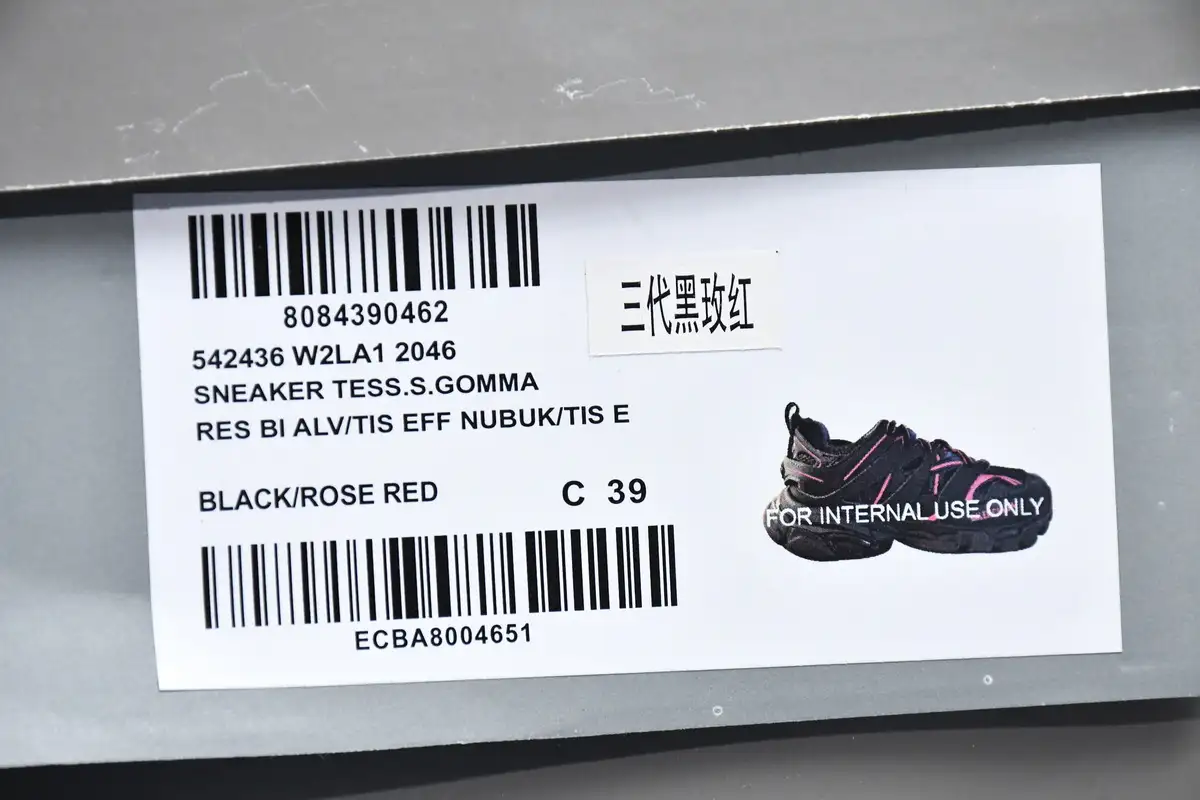 8084390462
三代黑玫红
542436 W2LA1 2046
SNEAKER TESS.S.GOMMA
RES BI ALV/TIS EFF NUBUK/TIS E
BLACK/ROSE RED
C 39
FOR INTERNAL USE ONLY
ECBA8004651